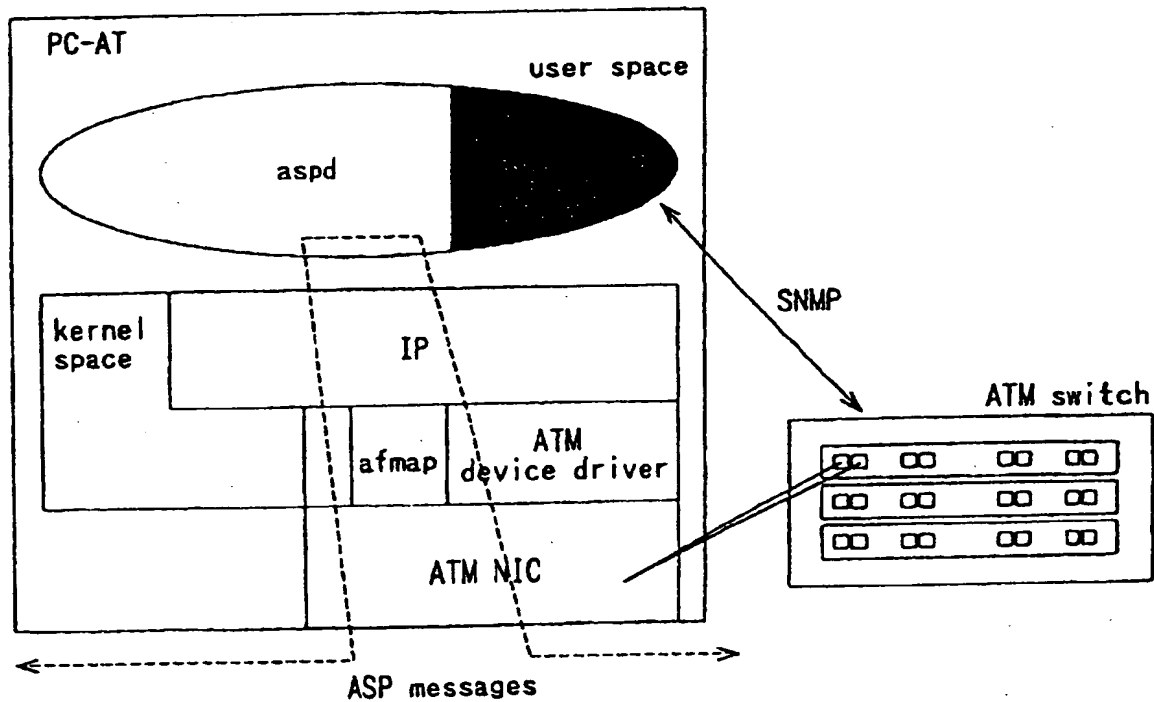 PC-AT
user space
aspd
SNMP
kernel
space
IP
ATM switch
afmap
ATM
device driver
ATM NIC
ASP messages